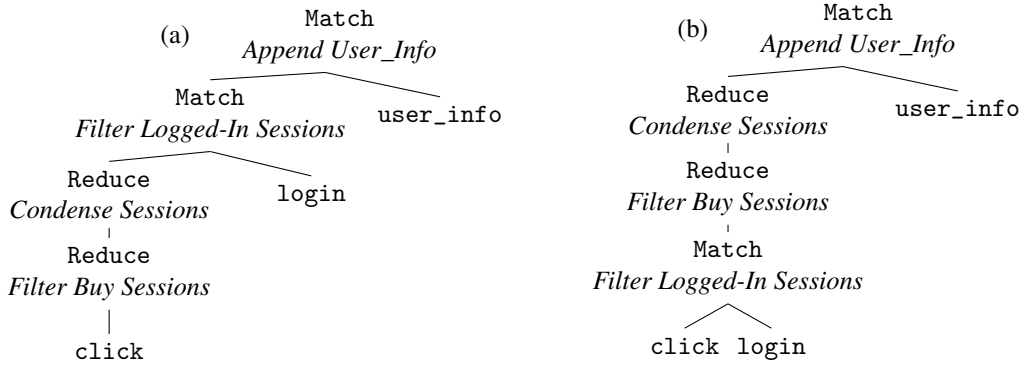 (a)
Match
Append User_Info
Match
Filter Logged-In Sessions
user_info
Reduce
Condense Sessions
login
Reduce
Filter Buy Sessions
click
(b)
Match
Append User_Info
Reduce
Condense Sessions
user_info
Reduce
Filter Buy Sessions
Match
Filter Logged-In Sessions
click login